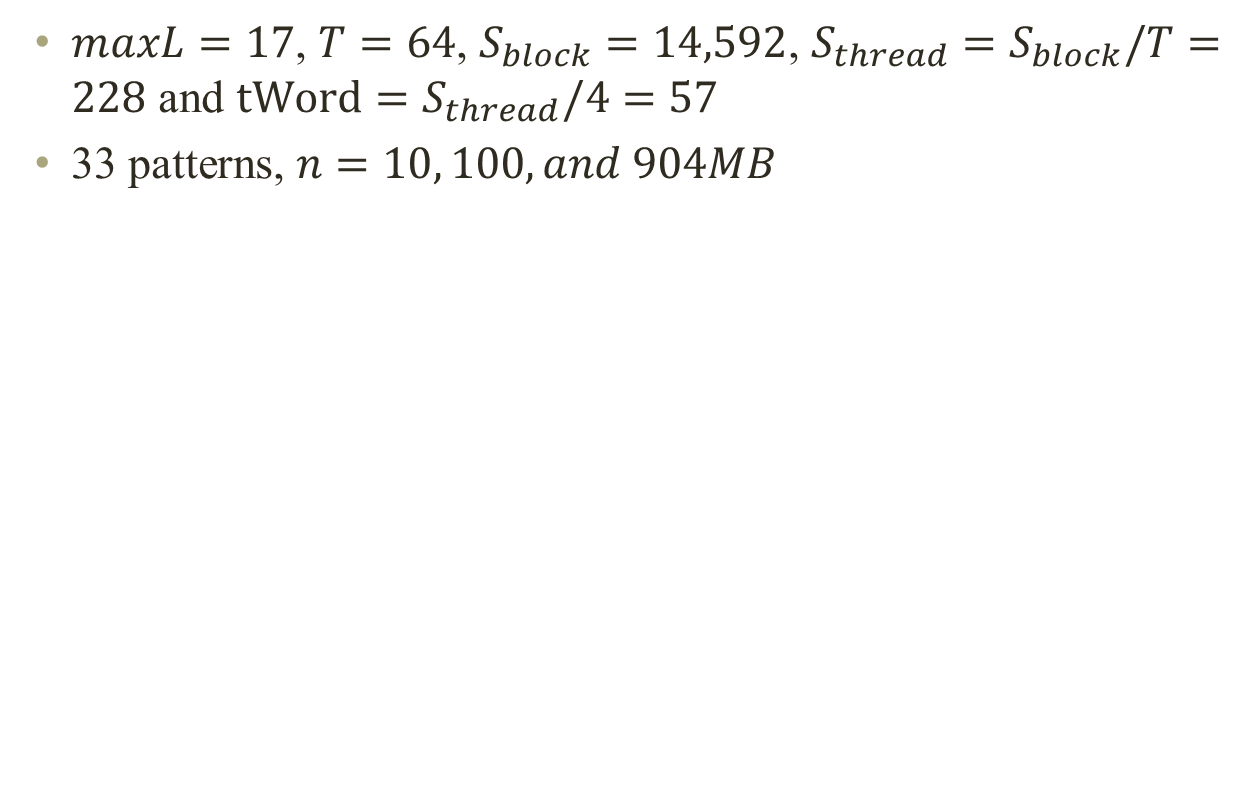 • maxL = 17, T = 64, S_block = 14,592, S_thread = S_block/T =
228 and tWord = S_thread/4 = 57
• 33 patterns, n = 10, 100, and 904MB